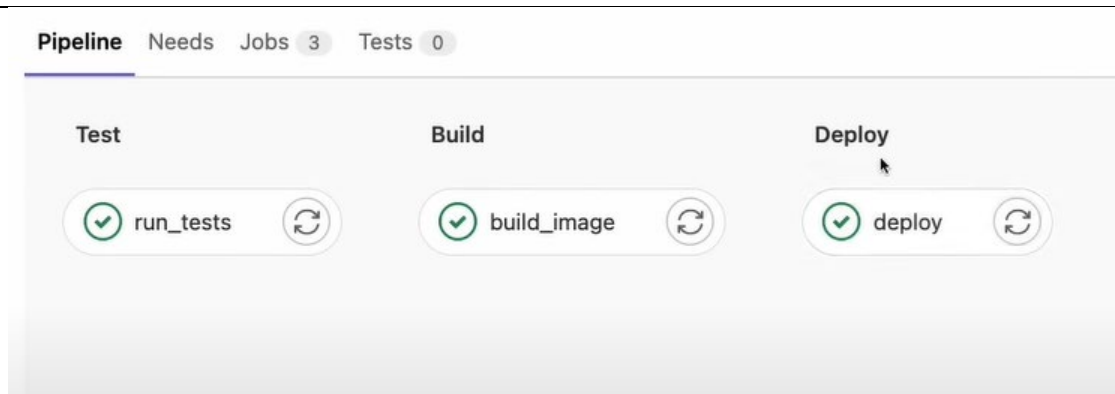 Pipeline Needs Jobs 3 Tests 0
Test Build Deploy
run_tests build_image deploy